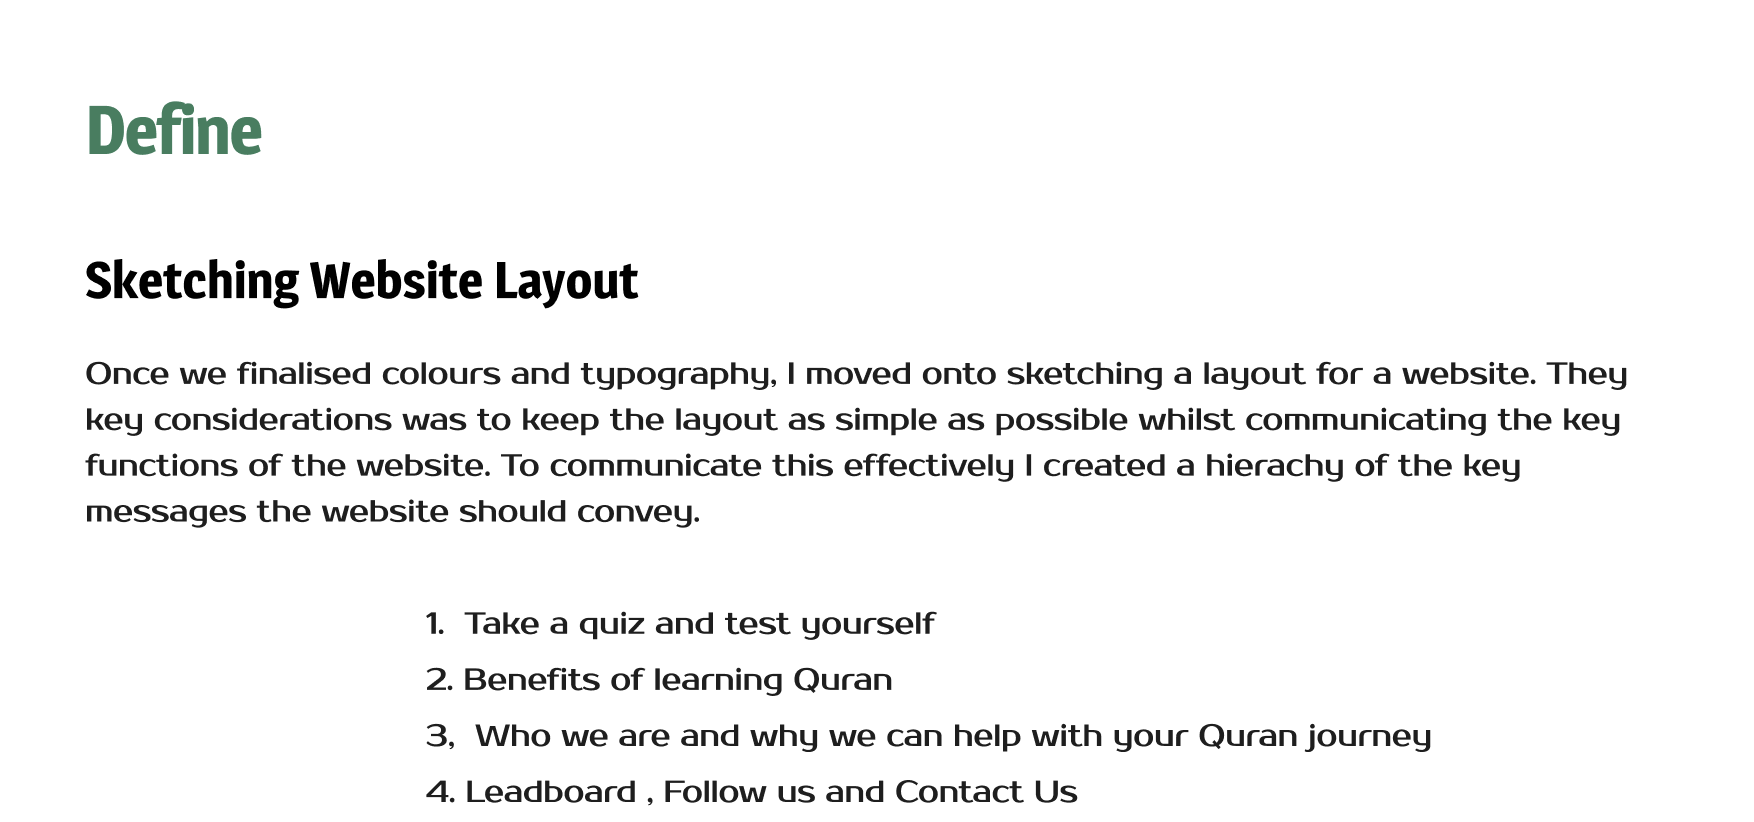 Define
Sketching Website Layout
Once we finalised colours and typography, I moved onto sketching a layout for a website. They
key considerations was to keep the layout as simple as possible whilst communicating the key
functions of the website. To communicate this effectively I created a hierachy of the key
messages the website should convey.
1. Take a quiz and test yourself
2. Benefits of learning Quran
3, Who we are and why we can help with your Quran journey
4. Leadboard , Follow us and Contact Us